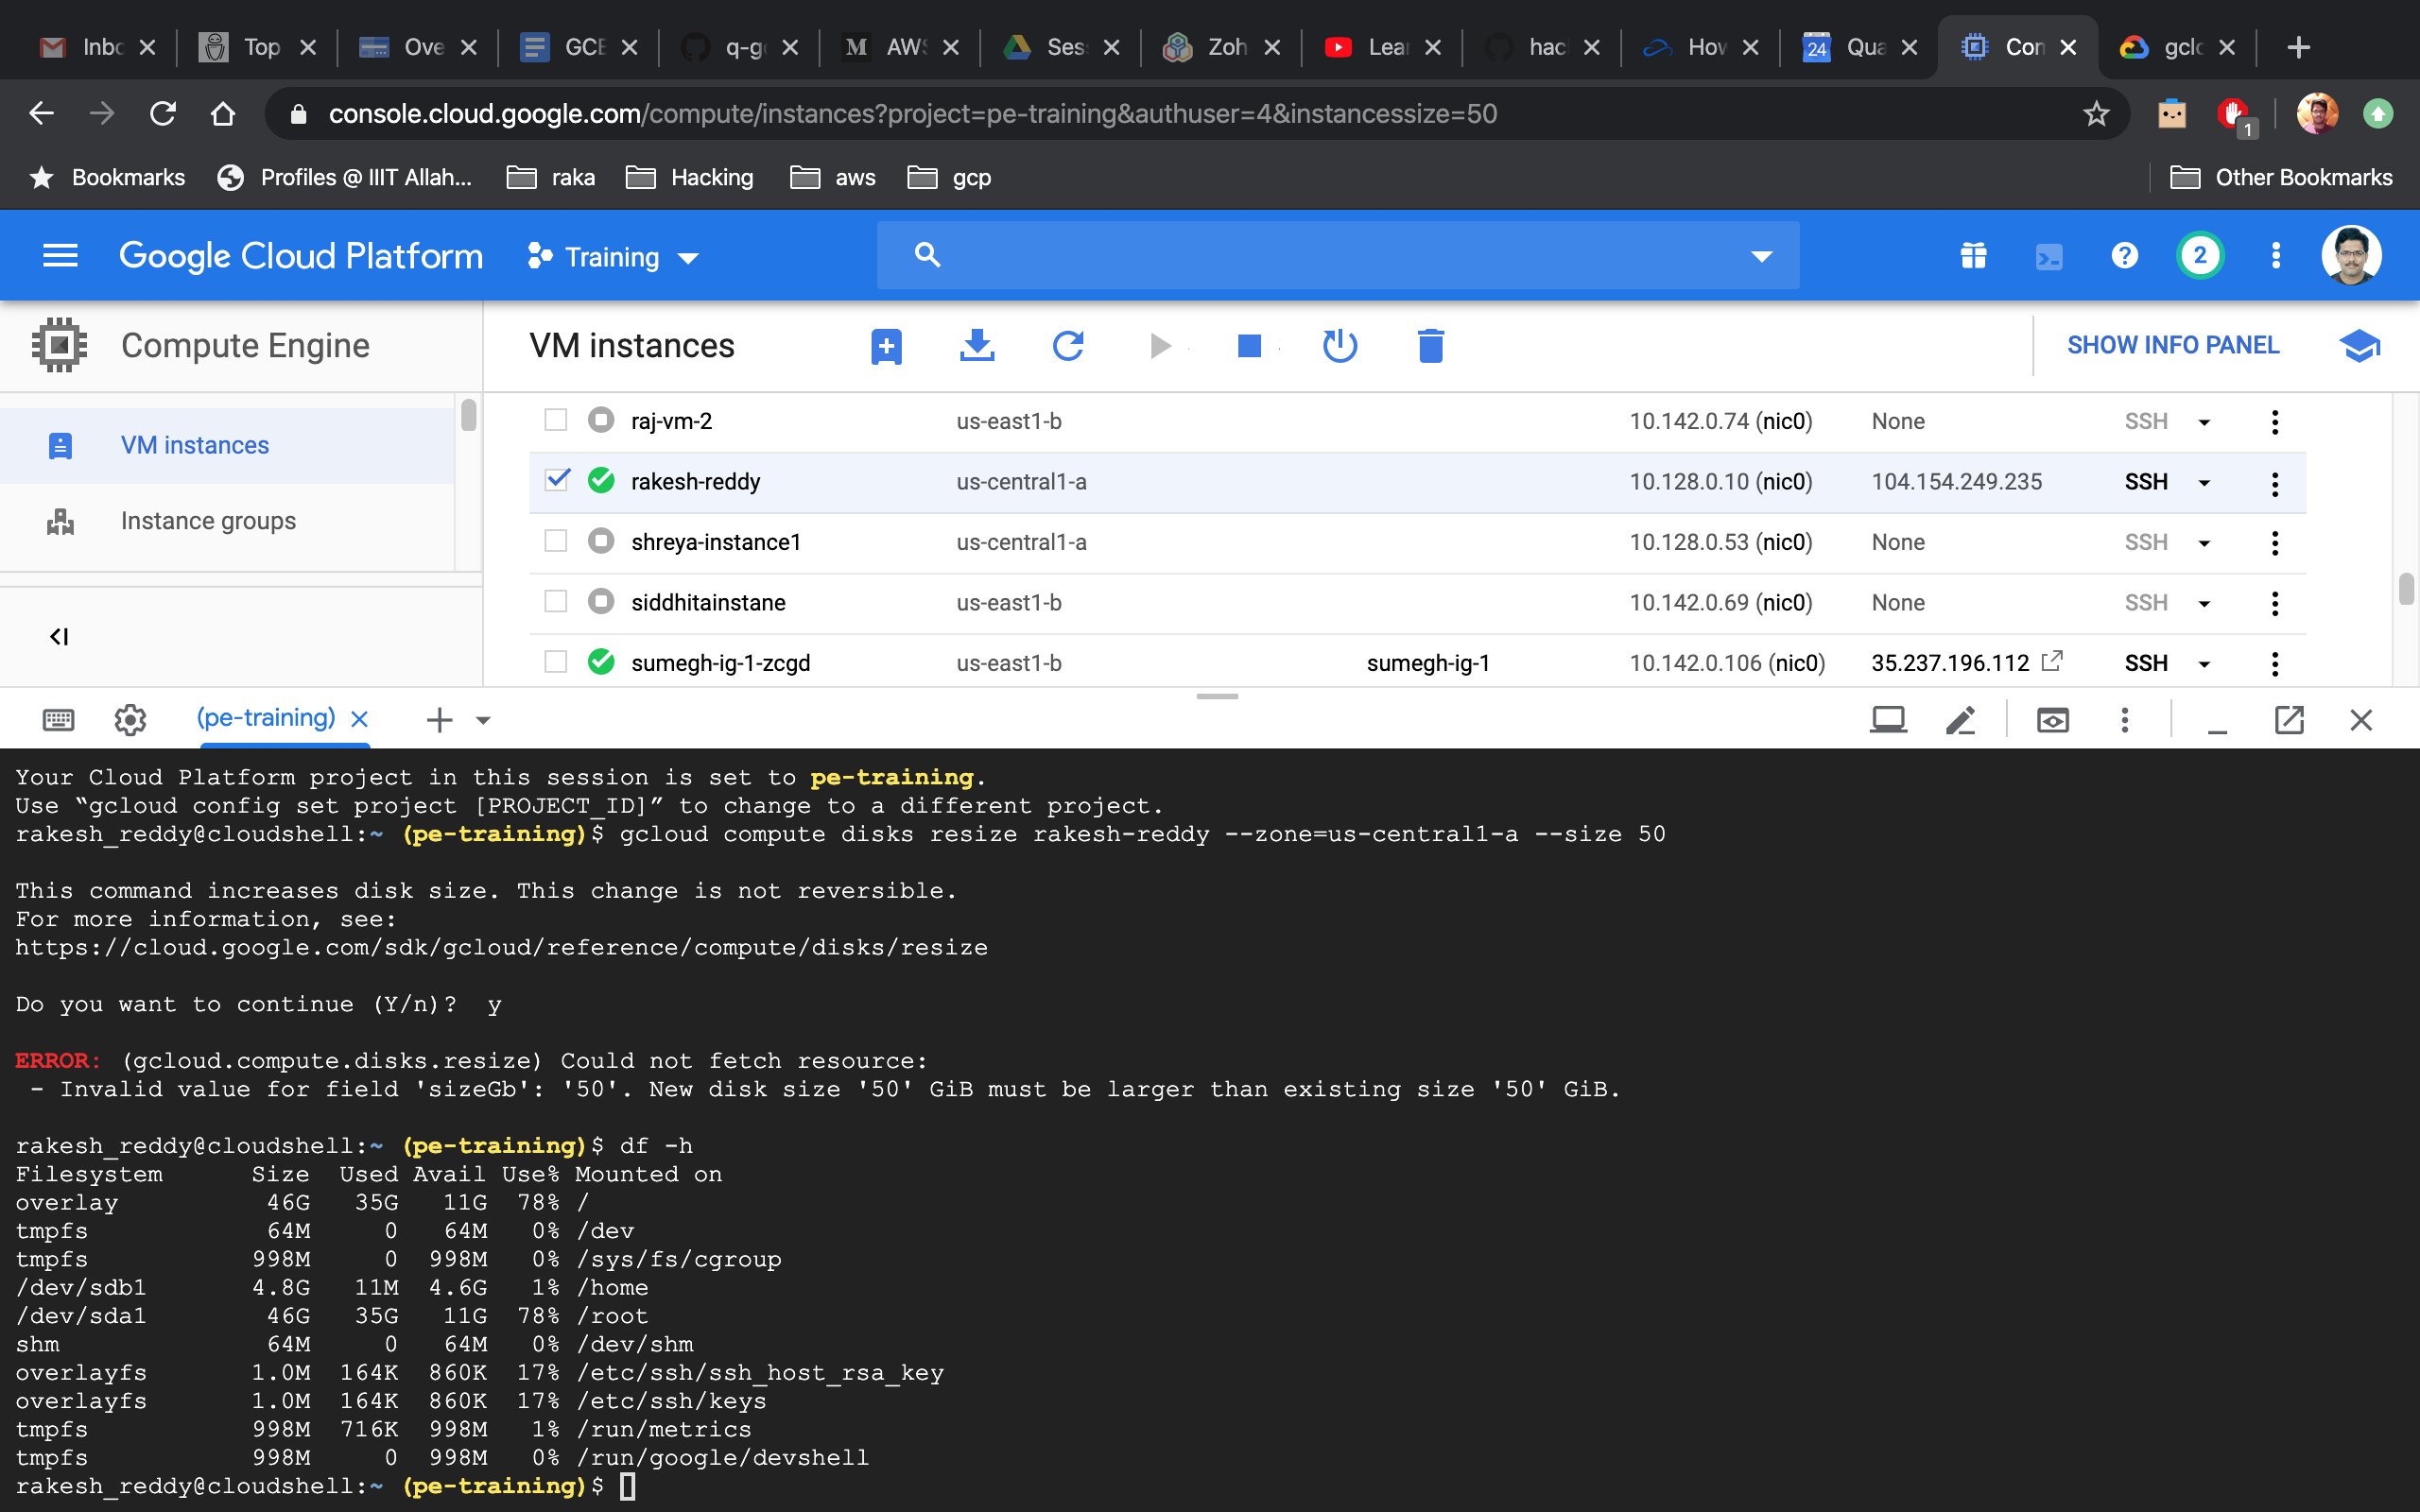 Inbc
Top
Ove
GCE
q-g
AWS
Ses
Zoh
Lear
hac
How
24
Qua
Con
gclo
console.cloud.google.com/compute/instances?project=pe-training&authuser=4&instancessize=50
1
Bookmarks
Profiles @ IIIT Allah...
raka
Hacking
aws
gcp
Other Bookmarks
Google Cloud Platform
Training
2
Compute Engine
VM instances
SHOW INFO PANEL
VM instances
Instance groups
raj-vm-2 us-east1-b 10.142.0.74 (nic0) None SSH
rakesh-reddy us-central1-a 10.128.0.10 (nic0) 104.154.249.235 SSH
shreya-instance1 us-central1-a 10.128.0.53 (nic0) None SSH
siddhitainstane us-east1-b 10.142.0.69 (nic0) None SSH
sumegh-ig-1-zcgd us-east1-b sumegh-ig-1 10.142.0.106 (nic0) 35.237.196.112 SSH
(pe-training)
Your Cloud Platform project in this session is set to pe-training.
Use “gcloud config set project [PROJECT_ID]” to change to a different project.
rakesh_reddy@cloudshell:~ (pe-training)$ gcloud compute disks resize rakesh-reddy --zone=us-central1-a --size 50
This command increases disk size. This change is not reversible.
For more information, see:
https://cloud.google.com/sdk/gcloud/reference/compute/disks/resize
Do you want to continue (Y/n)?  y
ERROR: (gcloud.compute.disks.resize) Could not fetch resource:
 - Invalid value for field 'sizeGb': '50'. New disk size '50' GiB must be larger than existing size '50' GiB.
rakesh_reddy@cloudshell:~ (pe-training)$ df -h
Filesystem      Size  Used Avail Use% Mounted on
overlay          46G   35G   11G  78% /
tmpfs            64M     0   64M   0% /dev
tmpfs           998M     0  998M   0% /sys/fs/cgroup
/dev/sdb1       4.8G   11M  4.6G   1% /home
/dev/sda1        46G   35G   11G  78% /root
shm              64M     0   64M   0% /dev/shm
overlayfs       1.0M  164K  860K  17% /etc/ssh/ssh_host_rsa_key
overlayfs       1.0M  164K  860K  17% /etc/ssh/keys
tmpfs           998M  716K  998M   1% /run/metrics
tmpfs           998M     0  998M   0% /run/google/devshell
rakesh_reddy@cloudshell:~ (pe-training)$